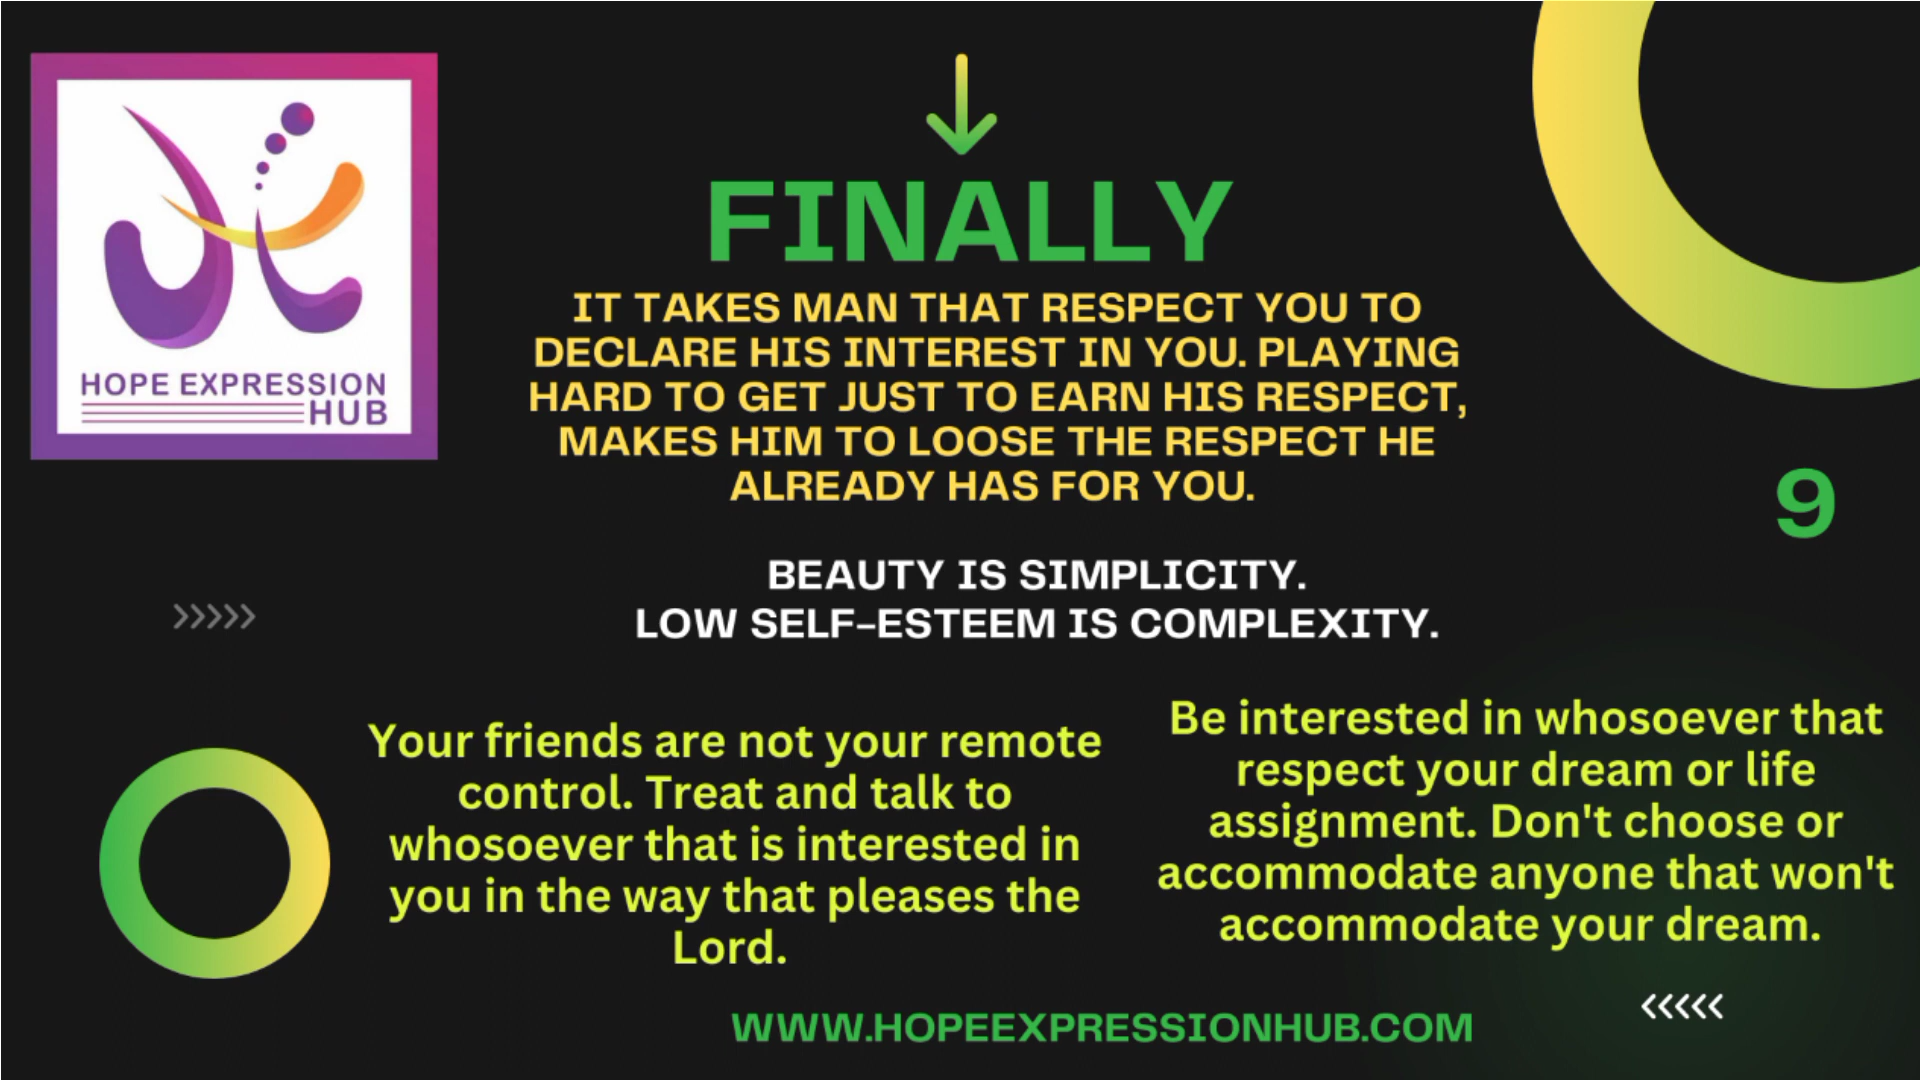 HOPE EXPRESSION
HUB
FINALLY
IT TAKES MAN THAT RESPECT YOU TO
DECLARE HIS INTEREST IN YOU. PLAYING
HARD TO GET JUST TO EARN HIS RESPECT,
MAKES HIM TO LOOSE THE RESPECT HE
ALREADY HAS FOR YOU.
9
BEAUTY IS SIMPLICITY.
LOW SELF-ESTEEM IS COMPLEXITY.
Your friends are not your remote
control. Treat and talk to
whosoever that is interested in
you in the way that pleases the
Lord.
Be interested in whosoever that
respect your dream or life
assignment. Don't choose or
accommodate anyone that won't
accommodate your dream.
WWW.HOPEEXPRESSIONHUB.COM